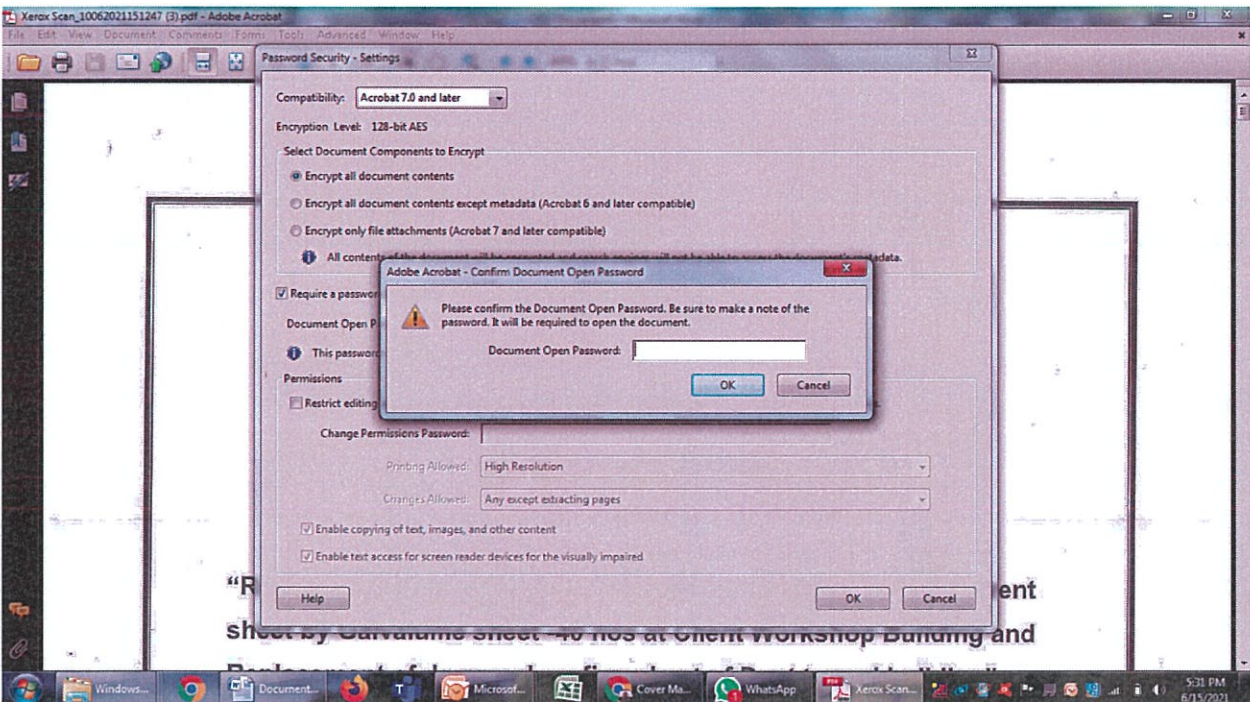 Xerox Scan_10062021151247 (3).pdf - Adobe Acrobat
File Edit View Document Comments Forms Tools Advanced Window Help
Password Security - Settings
Compatibility: Acrobat 7.0 and later
Encryption Level: 128-bit AES
Select Document Components to Encrypt
Encrypt all document contents
Encrypt all document contents except metadata (Acrobat 6 and later compatible)
Encrypt only file attachments (Acrobat 7 and later compatible)
All contents of the document will be encrypted and search engines will not be able to access the document's metadata.
Adobe Acrobat - Confirm Document Open Password
Require a passwor
Please confirm the Document Open Password. Be sure to make a note of the
password. It will be required to open the document.
Document Open P
Document Open Password:
This password
OK Cancel
Permissions
Restrict editing
Change Permissions Password:
Printing Allowed: High Resolution
Changes Allowed: Any except extracting pages
Enable copying of text, images, and other content
Enable text access for screen reader devices for the visually impaired
Help OK Cancel
“R ent
sheet by Galvalume sheet -40 nos at Client Workshop Building and
Windows... Document... T Microsof... Cover Ma... WhatsApp Xerox Scan... 5:31 PM
6/15/2021